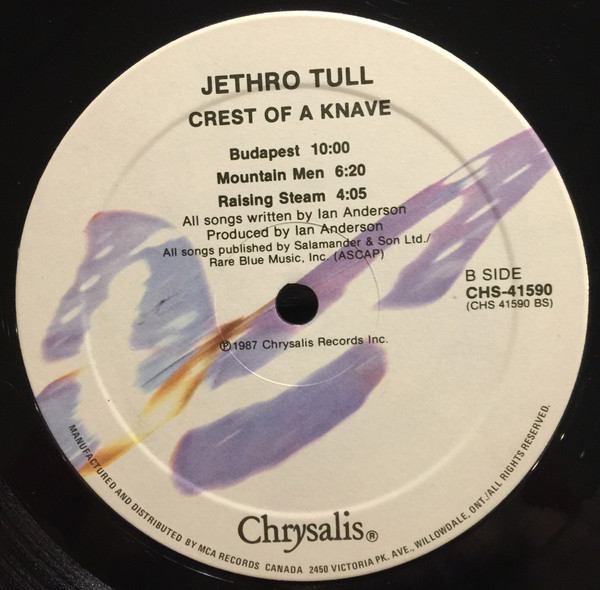 JETHRO TULL
CREST OF A KNAVE
Budapest 10:00
Mountain Men 6:20
Raising Steam 4:05
All songs written by Ian Anderson
Produced by Ian Anderson
All songs published by Salamander & Son Ltd./
Rare Blue Music, Inc. (ASCAP)
B SIDE
CHS-41590
(CHS 41590 BS)
℗1987 Chrysalis Records Inc.
Chrysalis®
MANUFACTURED AND DISTRIBUTED BY MCA RECORDS CANADA 2450 VICTORIA PK. AVE., WILLOWDALE, ONT./ALL RIGHTS RESERVED.